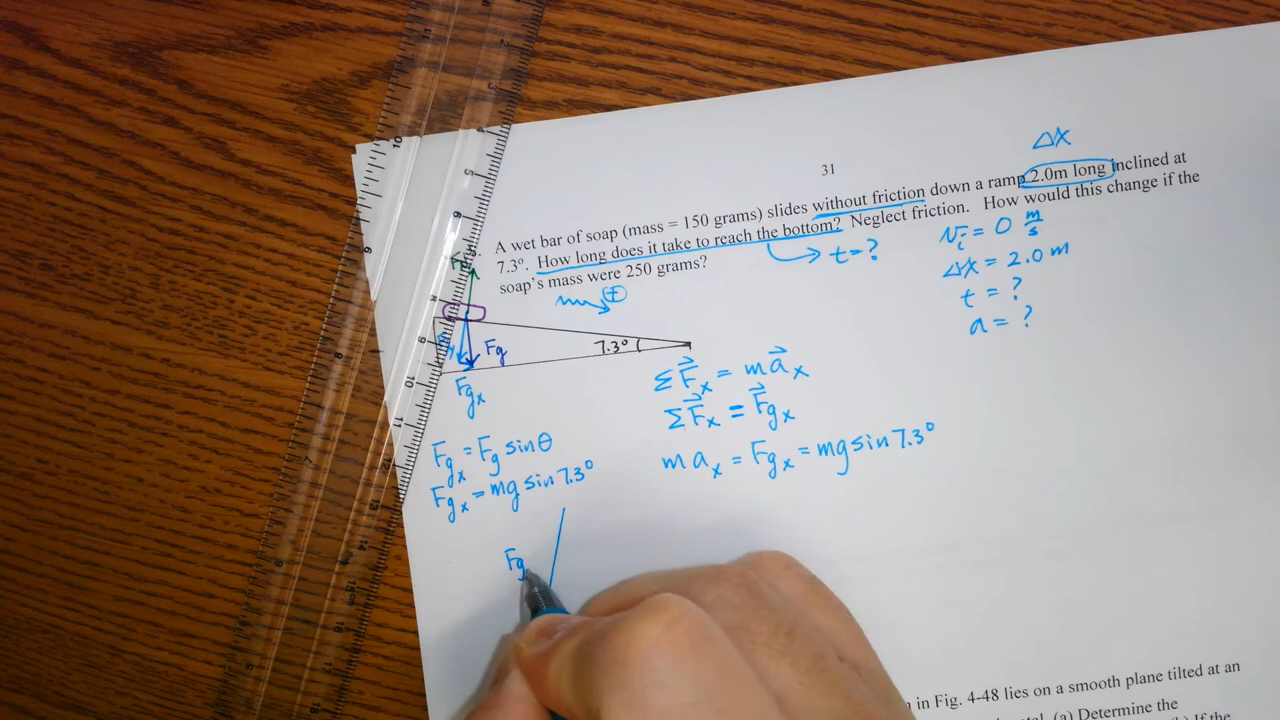 31
Δx
A wet bar of soap (mass = 150 grams) slides without friction down a ramp 2.0m long inclined at
7.3°. How long does it take to reach the bottom? Neglect friction. How would this change if the
soap's mass were 250 grams?
t = ?
+
v_i = 0 m/s
Δx = 2.0 m
t = ?
a = ?
7.3°
Fg
Fgx
ΣF⃗x = ma⃗x
ΣF⃗x = F⃗gx
max = Fgx = mg sin 7.3°
Fgx = Fg sinθ
Fgx = mg sin 7.3°
Fg
in Fig. 4-48 lies on a smooth plane tilted at an
(a) Determine the